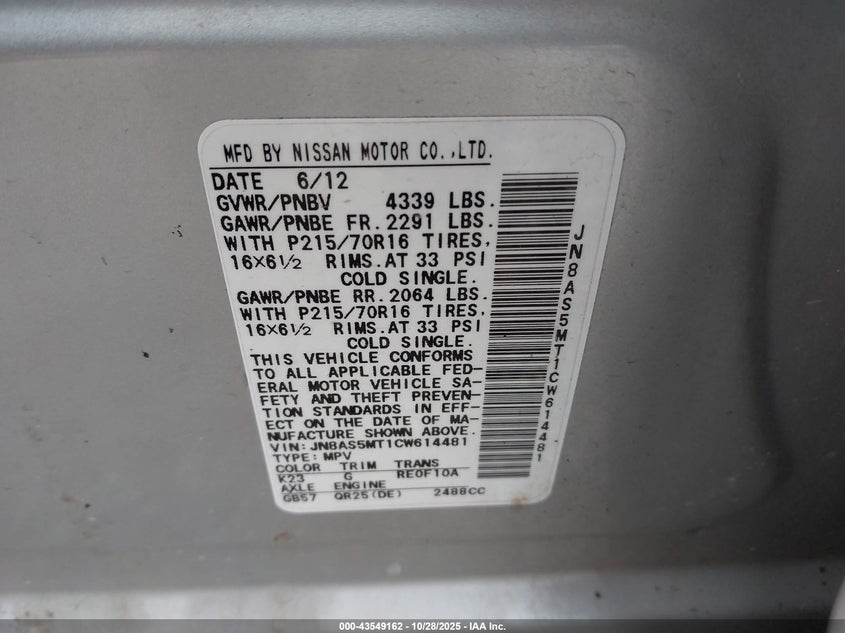 MFD BY NISSAN MOTOR CO.,LTD.
DATE 6/12
GVWR/PNBV 4339 LBS.
GAWR/PNBE FR. 2291 LBS.
WITH P215/70R16 TIRES,
16×6½ RIMS.AT 33 PSI
COLD SINGLE.
GAWR/PNBE RR. 2064 LBS.
WITH P215/70R16 TIRES,
16×6½ RIMS.AT 33 PSI
COLD SINGLE.
THIS VEHICLE CONFORMS
TO ALL APPLICABLE FED-
ERAL MOTOR VEHICLE SA-
FETY AND THEFT PREVEN-
TION STANDARDS IN EFF-
ECT ON THE DATE OF MA-
NUFACTURE SHOWN ABOVE.
VIN: JN8AS5MT1CW614481
TYPE: MPV
COLOR TRIM TRANS
K23 G RE0F10A
AXLE ENGINE
GB57 QR25(DE) 2488CC
JN8AS5MT1CW614481
000-43549162 - 10/28/2025 - IAA Inc.